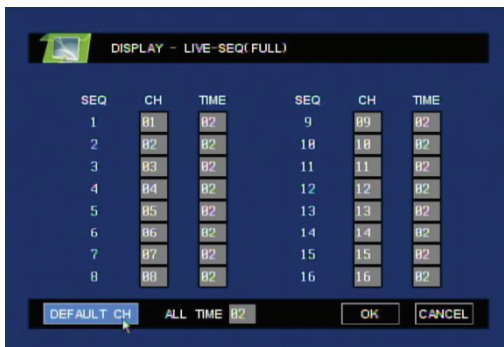 DISPLAY - LIVE-SEQ(FULL)
SEQ CH TIME SEQ CH TIME
1 01 02 9 09 02
2 02 02 10 10 02
3 03 02 11 11 02
4 04 02 12 12 02
5 05 02 13 13 02
6 06 02 14 14 02
7 07 02 15 15 02
8 08 02 16 16 02
DEFAULT CH ALL TIME 02 OK CANCEL